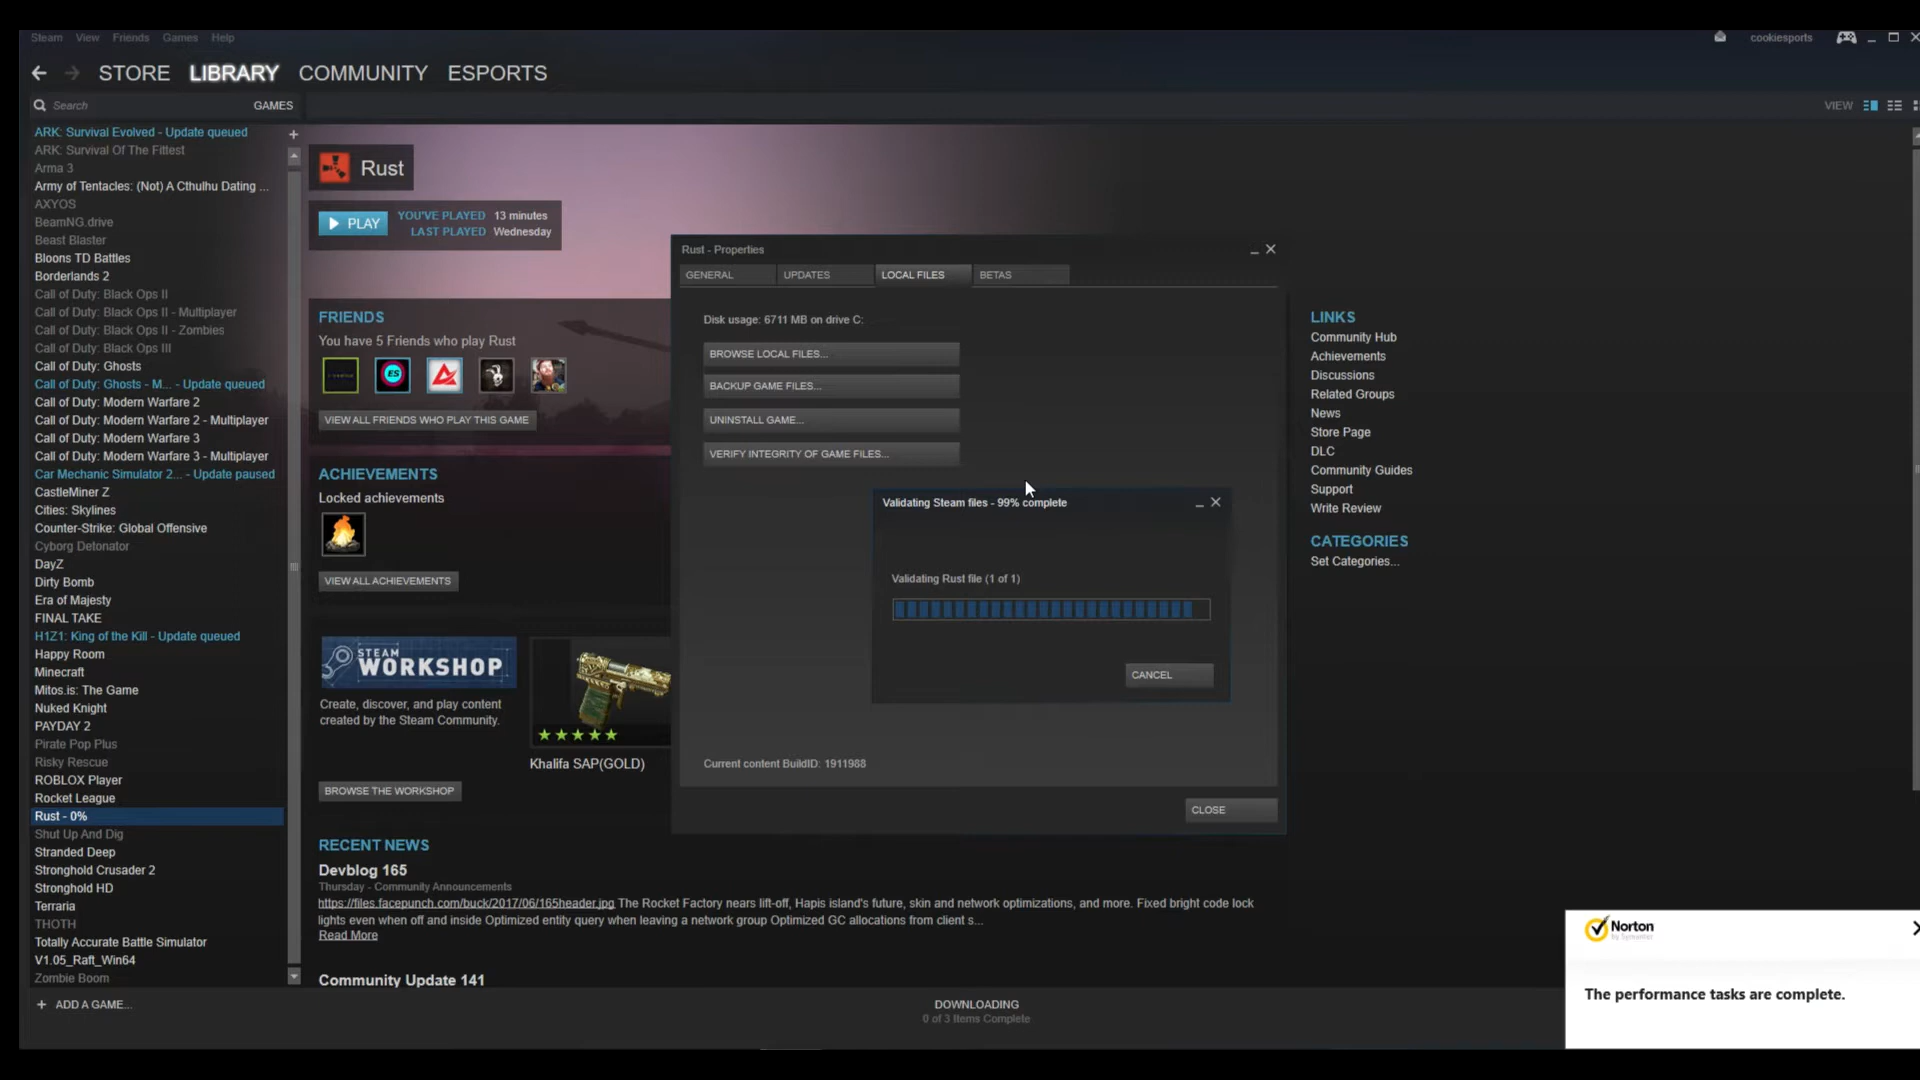 Steam View Friends Games Help
cookiesports
STORE LIBRARY COMMUNITY ESPORTS
Search GAMES
VIEW
ARK: Survival Evolved - Update queued
ARK: Survival Of The Fittest
Arma 3
Army of Tentacles: (Not) A Cthulhu Dating ...
AXYOS
BeamNG.drive
Beast Blaster
Bloons TD Battles
Borderlands 2
Call of Duty: Black Ops II
Call of Duty: Black Ops II - Multiplayer
Call of Duty: Black Ops II - Zombies
Call of Duty: Black Ops III
Call of Duty: Ghosts
Call of Duty: Ghosts - M... - Update queued
Call of Duty: Modern Warfare 2
Call of Duty: Modern Warfare 2 - Multiplayer
Call of Duty: Modern Warfare 3
Call of Duty: Modern Warfare 3 - Multiplayer
Car Mechanic Simulator 2... - Update paused
CastleMiner Z
Cities: Skylines
Counter-Strike: Global Offensive
Cyborg Detonator
DayZ
Dirty Bomb
Era of Majesty
FINAL TAKE
H1Z1: King of the Kill - Update queued
Happy Room
Minecraft
Mitos.is: The Game
Nuked Knight
PAYDAY 2
Pirate Pop Plus
Risky Rescue
ROBLOX Player
Rocket League
Rust - 0%
Shut Up And Dig
Stranded Deep
Stronghold Crusader 2
Stronghold HD
Terraria
THOTH
Totally Accurate Battle Simulator
V1.05_Raft_Win64
Zombie Boom
+ ADD A GAME...
Rust
PLAY
YOU'VE PLAYED 13 minutes
LAST PLAYED Wednesday
FRIENDS
You have 5 Friends who play Rust
ES
VIEW ALL FRIENDS WHO PLAY THIS GAME
ACHIEVEMENTS
Locked achievements
VIEW ALL ACHIEVEMENTS
STEAM
WORKSHOP
Create, discover, and play content
created by the Steam Community.
Khalifa SAP(GOLD)
BROWSE THE WORKSHOP
RECENT NEWS
Devblog 165
Thursday - Community Announcements
https://files.facepunch.com/buck/2017/06/165header.jpg The Rocket Factory nears lift-off, Hapis island's future, skin and network optimizations, and more. Fixed bright code lock
lights even when off and inside Optimized entity query when leaving a network group Optimized GC allocations from client s...
Read More
Community Update 141
Rust - Properties
GENERAL UPDATES LOCAL FILES BETAS
Disk usage: 6711 MB on drive C:
BROWSE LOCAL FILES...
BACKUP GAME FILES...
UNINSTALL GAME...
VERIFY INTEGRITY OF GAME FILES...
Validating Steam files - 99% complete
Validating Rust file (1 of 1)
CANCEL
Current content BuildID: 1911988
CLOSE
LINKS
Community Hub
Achievements
Discussions
Related Groups
News
Store Page
DLC
Community Guides
Support
Write Review
CATEGORIES
Set Categories...
DOWNLOADING
0 of 3 Items Complete
Norton
by Symantec
The performance tasks are complete.